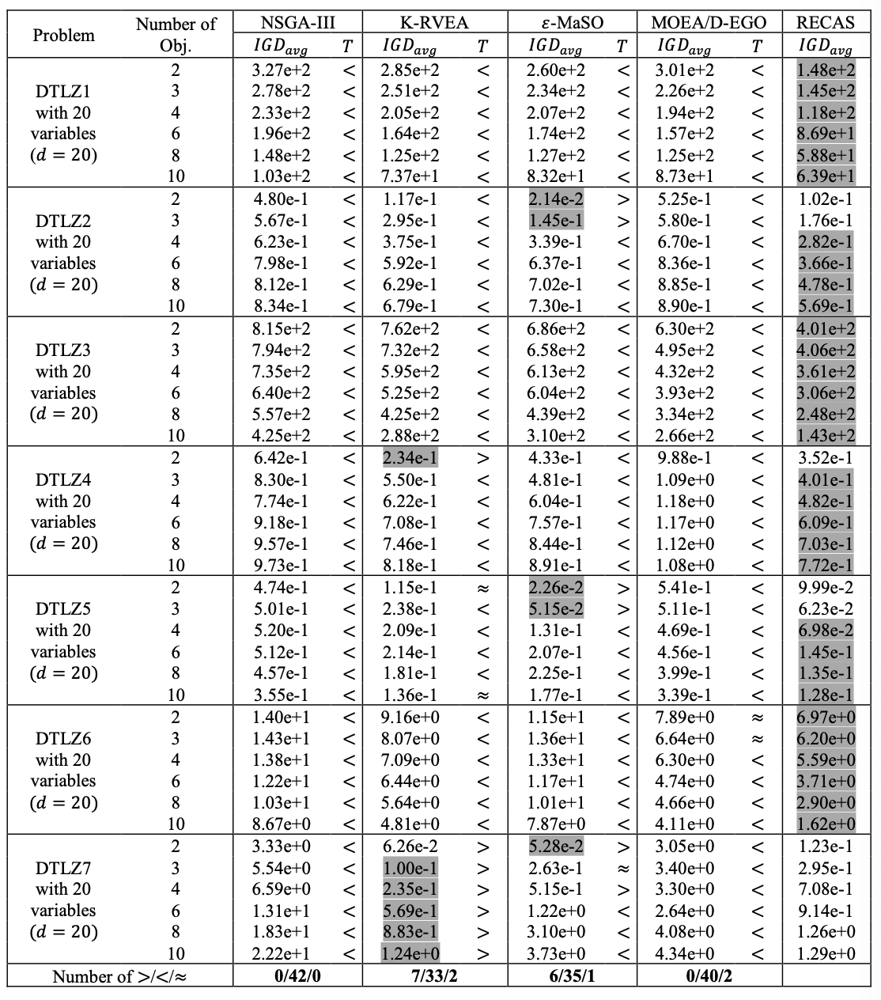 Problem Number of Obj. NSGA-III K-RVEA ε-MaSO MOEA/D-EGO RECAS
IGD_avg T IGD_avg T IGD_avg T IGD_avg T IGD_avg
DTLZ1 with 20 variables (d = 20)
2 3.27e+2 < 2.85e+2 < 2.60e+2 < 3.01e+2 < 1.48e+2
3 2.78e+2 < 2.51e+2 < 2.34e+2 < 2.26e+2 < 1.45e+2
4 2.33e+2 < 2.05e+2 < 2.07e+2 < 1.94e+2 < 1.18e+2
6 1.96e+2 < 1.64e+2 < 1.74e+2 < 1.57e+2 < 8.69e+1
8 1.48e+2 < 1.25e+2 < 1.27e+2 < 1.25e+2 < 5.88e+1
10 1.03e+2 < 7.37e+1 < 8.32e+1 < 8.73e+1 < 6.39e+1
DTLZ2 with 20 variables (d = 20)
2 4.80e-1 < 1.17e-1 < 2.14e-2 > 5.25e-1 < 1.02e-1
3 5.67e-1 < 2.95e-1 < 1.45e-1 > 5.80e-1 < 1.76e-1
4 6.23e-1 < 3.75e-1 < 3.39e-1 < 6.70e-1 < 2.82e-1
6 7.98e-1 < 5.92e-1 < 6.37e-1 < 8.36e-1 < 3.66e-1
8 8.12e-1 < 6.29e-1 < 7.02e-1 < 8.85e-1 < 4.78e-1
10 8.34e-1 < 6.79e-1 < 7.30e-1 < 8.90e-1 < 5.69e-1
DTLZ3 with 20 variables (d = 20)
2 8.15e+2 < 7.62e+2 < 6.86e+2 < 6.30e+2 < 4.01e+2
3 7.94e+2 < 7.32e+2 < 6.58e+2 < 4.95e+2 < 4.06e+2
4 7.35e+2 < 5.95e+2 < 6.13e+2 < 4.32e+2 < 3.61e+2
6 6.40e+2 < 5.25e+2 < 6.04e+2 < 3.93e+2 < 3.06e+2
8 5.57e+2 < 4.25e+2 < 4.39e+2 < 3.34e+2 < 2.48e+2
10 4.25e+2 < 2.88e+2 < 3.10e+2 < 2.66e+2 < 1.43e+2
DTLZ4 with 20 variables (d = 20)
2 6.42e-1 < 2.34e-1 > 4.33e-1 < 9.88e-1 < 3.52e-1
3 8.30e-1 < 5.50e-1 < 4.81e-1 < 1.09e+0 < 4.01e-1
4 7.74e-1 < 6.22e-1 < 6.04e-1 < 1.18e+0 < 4.82e-1
6 9.18e-1 < 7.08e-1 < 7.57e-1 < 1.17e+0 < 6.09e-1
8 9.57e-1 < 7.46e-1 < 8.44e-1 < 1.12e+0 < 7.03e-1
10 9.73e-1 < 8.18e-1 < 8.91e-1 < 1.08e+0 < 7.72e-1
DTLZ5 with 20 variables (d = 20)
2 4.74e-1 < 1.15e-1 ≈ 2.26e-2 > 5.41e-1 < 9.99e-2
3 5.01e-1 < 2.38e-1 < 5.15e-2 > 5.11e-1 < 6.23e-2
4 5.20e-1 < 2.09e-1 < 1.31e-1 < 4.69e-1 < 6.98e-2
6 5.12e-1 < 2.14e-1 < 2.07e-1 < 4.56e-1 < 1.45e-1
8 4.57e-1 < 1.81e-1 < 2.25e-1 < 3.99e-1 < 1.35e-1
10 3.55e-1 < 1.36e-1 ≈ 1.77e-1 < 3.39e-1 < 1.28e-1
DTLZ6 with 20 variables (d = 20)
2 1.40e+1 < 9.16e+0 < 1.15e+1 < 7.89e+0 ≈ 6.97e+0
3 1.43e+1 < 8.07e+0 < 1.36e+1 < 6.64e+0 ≈ 6.20e+0
4 1.38e+1 < 7.09e+0 < 1.33e+1 < 6.30e+0 < 5.59e+0
6 1.22e+1 < 6.44e+0 < 1.17e+1 < 4.74e+0 < 3.71e+0
8 1.03e+1 < 5.64e+0 < 1.01e+1 < 4.66e+0 < 2.90e+0
10 8.67e+0 < 4.81e+0 < 7.87e+0 < 4.11e+0 < 1.62e+0
DTLZ7 with 20 variables (d = 20)
2 3.33e+0 < 6.26e-2 > 5.28e-2 > 3.05e+0 < 1.23e-1
3 5.54e+0 < 1.00e-1 > 2.63e-1 ≈ 3.40e+0 < 2.95e-1
4 6.59e+0 < 2.35e-1 > 5.15e-1 > 3.30e+0 < 7.08e-1
6 1.31e+1 < 5.69e-1 > 1.22e+0 < 2.64e+0 < 9.14e-1
8 1.83e+1 < 8.83e-1 > 3.10e+0 < 4.08e+0 < 1.26e+0
10 2.22e+1 < 1.24e+0 > 3.73e+0 < 4.34e+0 < 1.29e+0
Number of >/</≈ 0/42/0 7/33/2 6/35/1 0/40/2